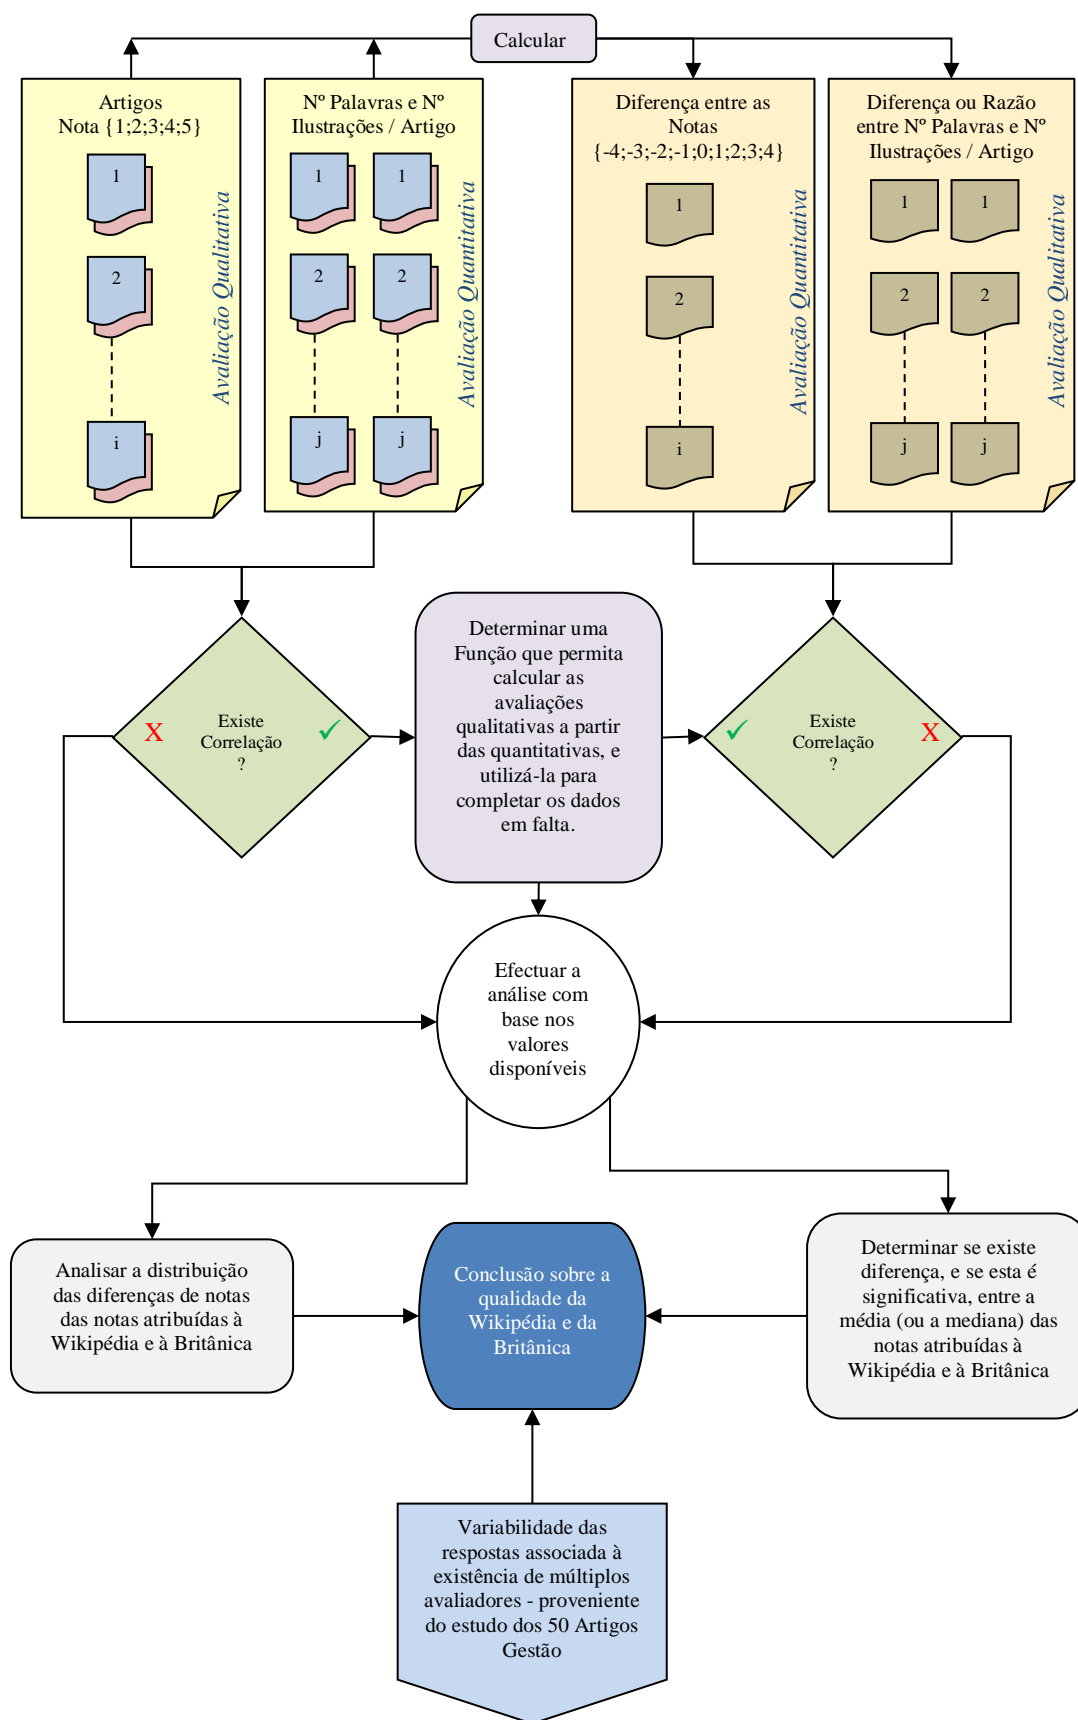 Calcular
Artigos
Nota {1;2;3;4;5}
1
2
i
Avaliação Qualitativa
Nº Palavras e Nº
Ilustrações / Artigo
1 1
2 2
j j
Avaliação Quantitativa
Diferença entre as
Notas
{-4;-3;-2;-1;0;1;2;3;4}
1
2
i
Avaliação Quantitativa
Diferença ou Razão
entre Nº Palavras e Nº
Ilustrações / Artigo
1 1
2 2
j j
Avaliação Qualitativa
X
Existe
Correlação
?
✓
Determinar uma
Função que permita
calcular as
avaliações
qualitativas a partir
das quantitativas, e
utilizá-la para
completar os dados
em falta.
✓
Existe
Correlação
?
X
Efectuar a
análise com
base nos
valores
disponíveis
Analisar a distribuição
das diferenças de notas
das notas atribuídas à
Wikipédia e à Britânica
Conclusão sobre a
qualidade da
Wikipédia e da
Britânica
Determinar se existe
diferença, e se esta é
significativa, entre a
média (ou a mediana) das
notas atribuídas à
Wikipédia e à Britânica
Variabilidade das
respostas associada à
existência de múltiplos
avaliadores - proveniente
do estudo dos 50 Artigos
Gestão